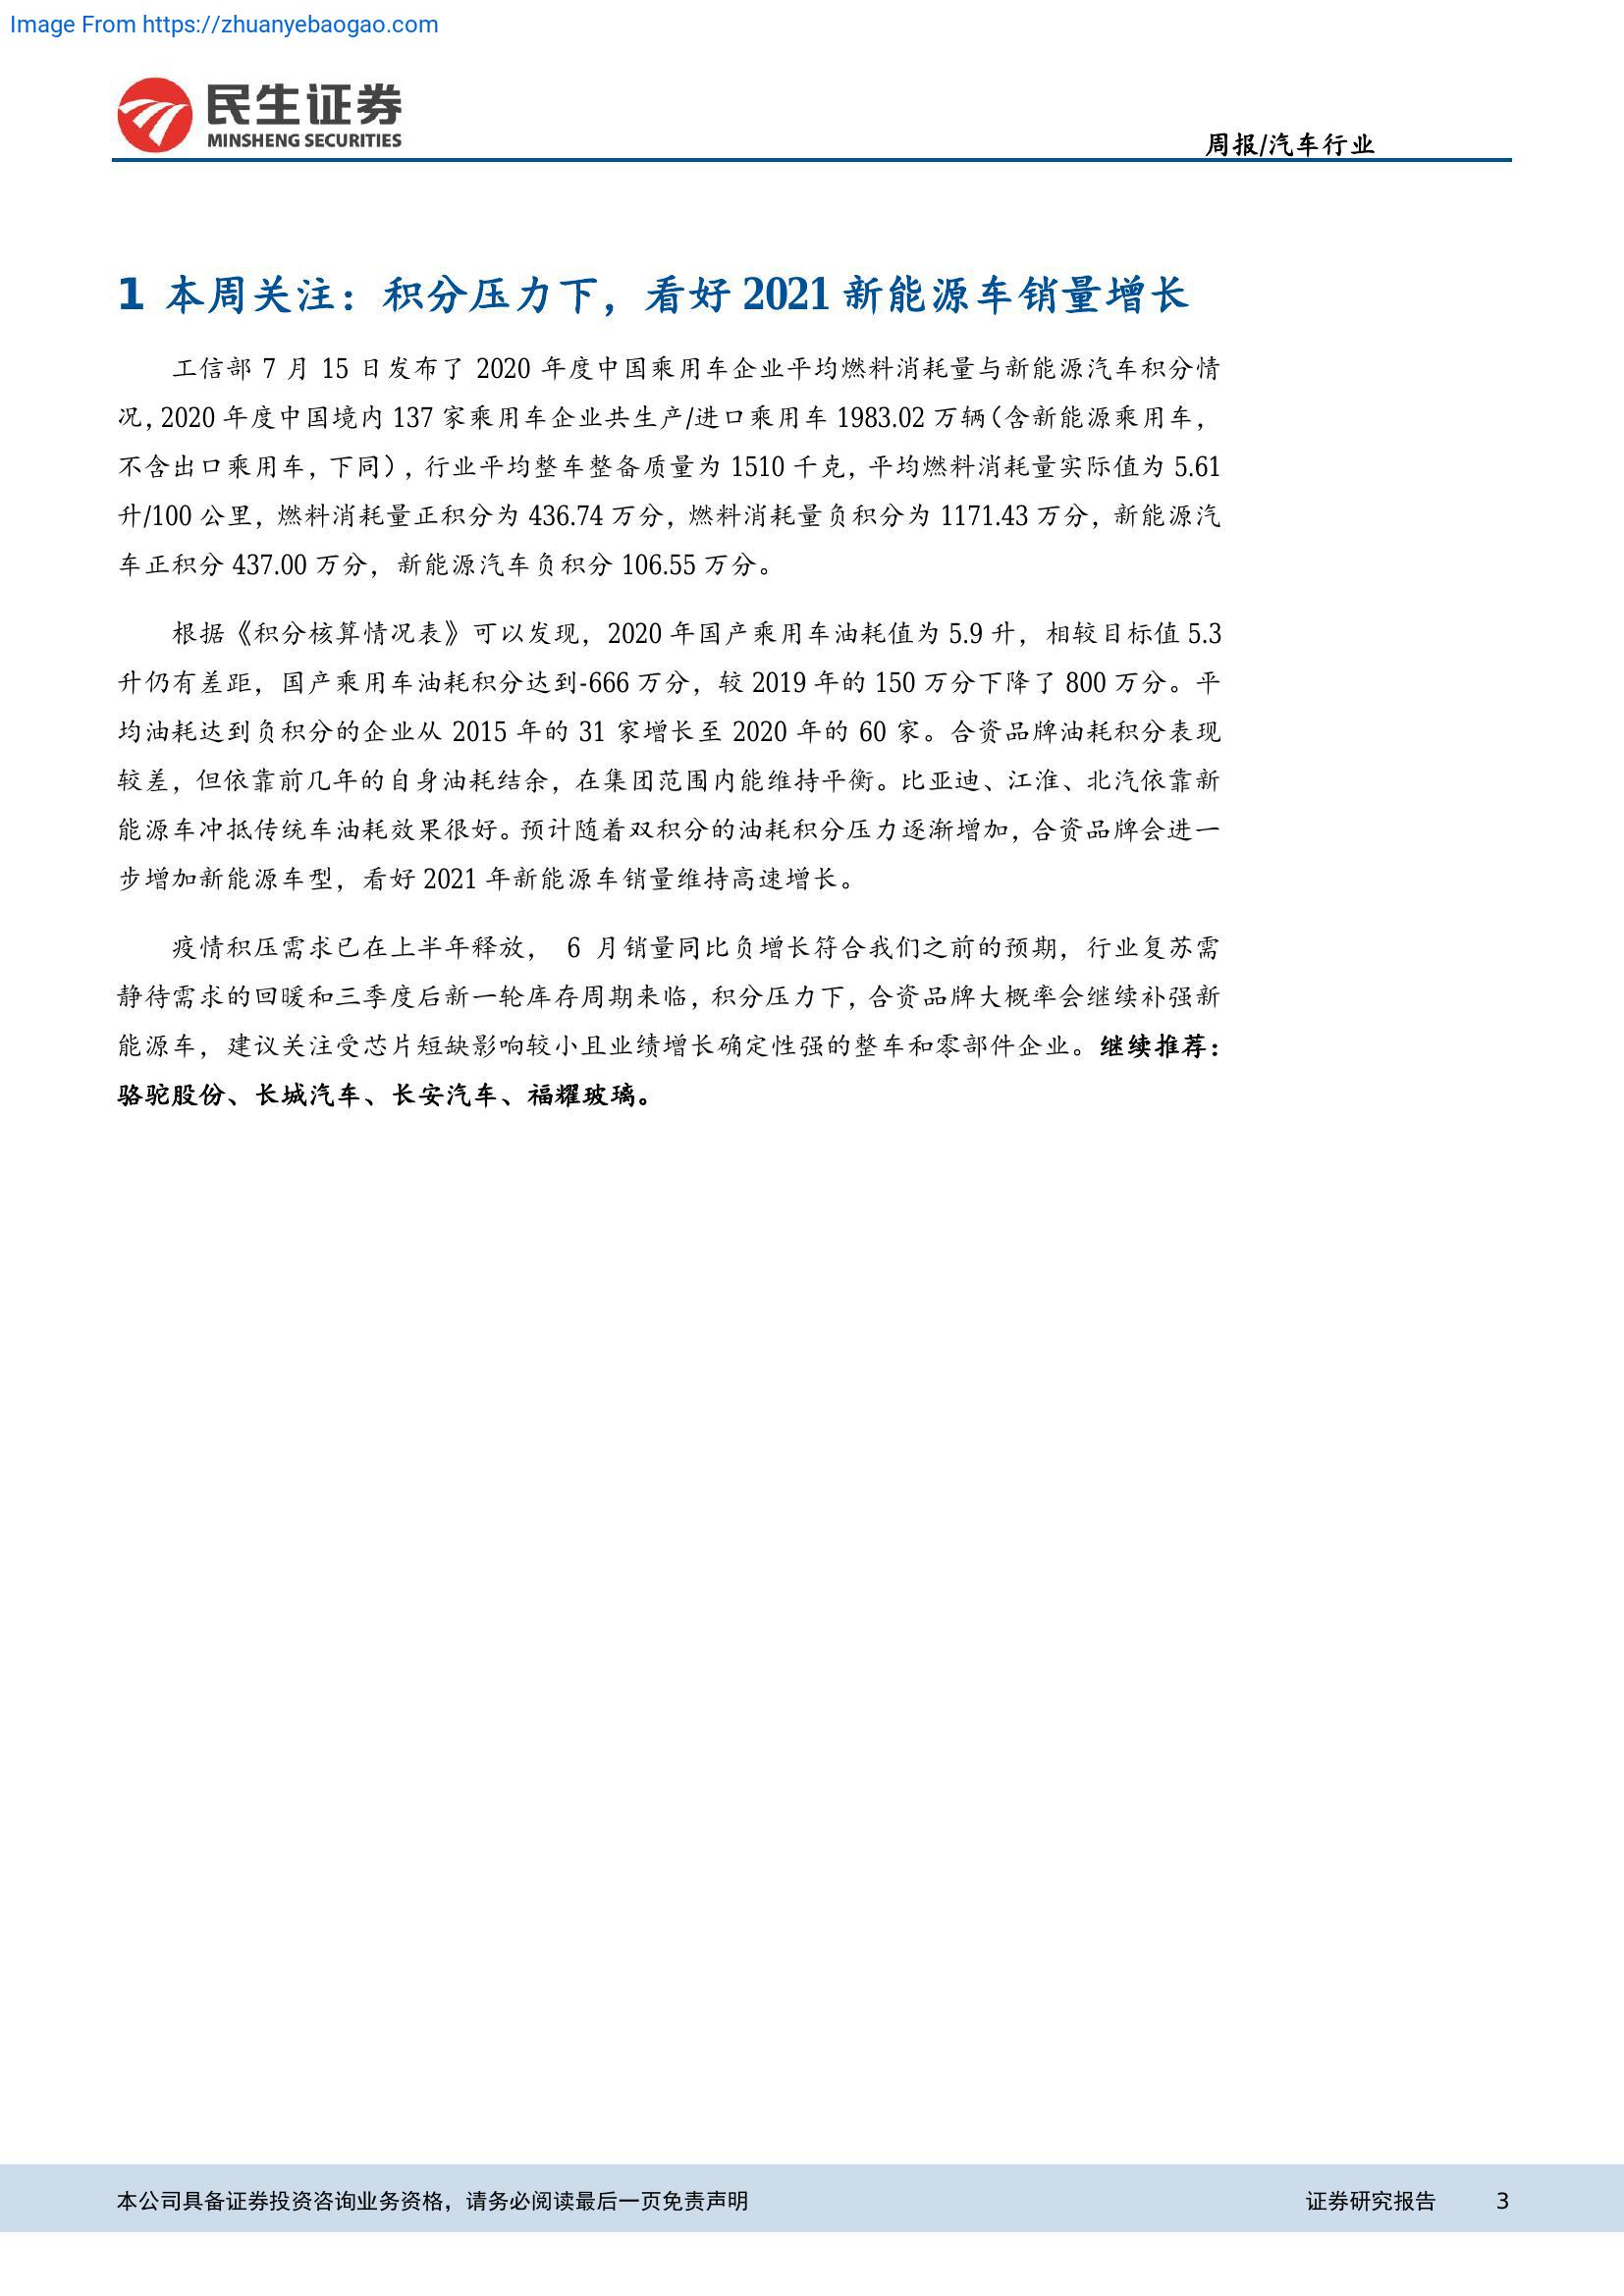 Image From https://zhuanyebaogao.com
民生证券
MINSHENG SECURITIES
周报/汽车行业
1 本周关注：积分压力下，看好 2021 新能源车销量增长
工信部 7 月 15 日发布了 2020 年度中国乘用车企业平均燃料消耗量与新能源汽车积分情
况，2020 年度中国境内 137 家乘用车企业共生产/进口乘用车 1983.02 万辆（含新能源乘用车，
不含出口乘用车，下同），行业平均整车整备质量为 1510 千克，平均燃料消耗量实际值为 5.61
升/100 公里，燃料消耗量正积分为 436.74 万分，燃料消耗量负积分为 1171.43 万分，新能源汽
车正积分 437.00 万分，新能源汽车负积分 106.55 万分。
根据《积分核算情况表》可以发现，2020 年国产乘用车油耗值为 5.9 升，相较目标值 5.3
升仍有差距，国产乘用车油耗积分达到-666 万分，较 2019 年的 150 万分下降了 800 万分。平
均油耗达到负积分的企业从 2015 年的 31 家增长至 2020 年的 60 家。合资品牌油耗积分表现
较差，但依靠前几年的自身油耗结余，在集团范围内能维持平衡。比亚迪、江淮、北汽依靠新
能源车冲抵传统车油耗效果很好。预计随着双积分的油耗积分压力逐渐增加，合资品牌会进一
步增加新能源车型，看好 2021 年新能源车销量维持高速增长。
疫情积压需求已在上半年释放， 6 月销量同比负增长符合我们之前的预期，行业复苏需
静待需求的回暖和三季度后新一轮库存周期来临，积分压力下，合资品牌大概率会继续补强新
能源车，建议关注受芯片短缺影响较小且业绩增长确定性强的整车和零部件企业。继续推荐：
骆驼股份、长城汽车、长安汽车、福耀玻璃。
本公司具备证券投资咨询业务资格，请务必阅读最后一页免责声明
证券研究报告 3